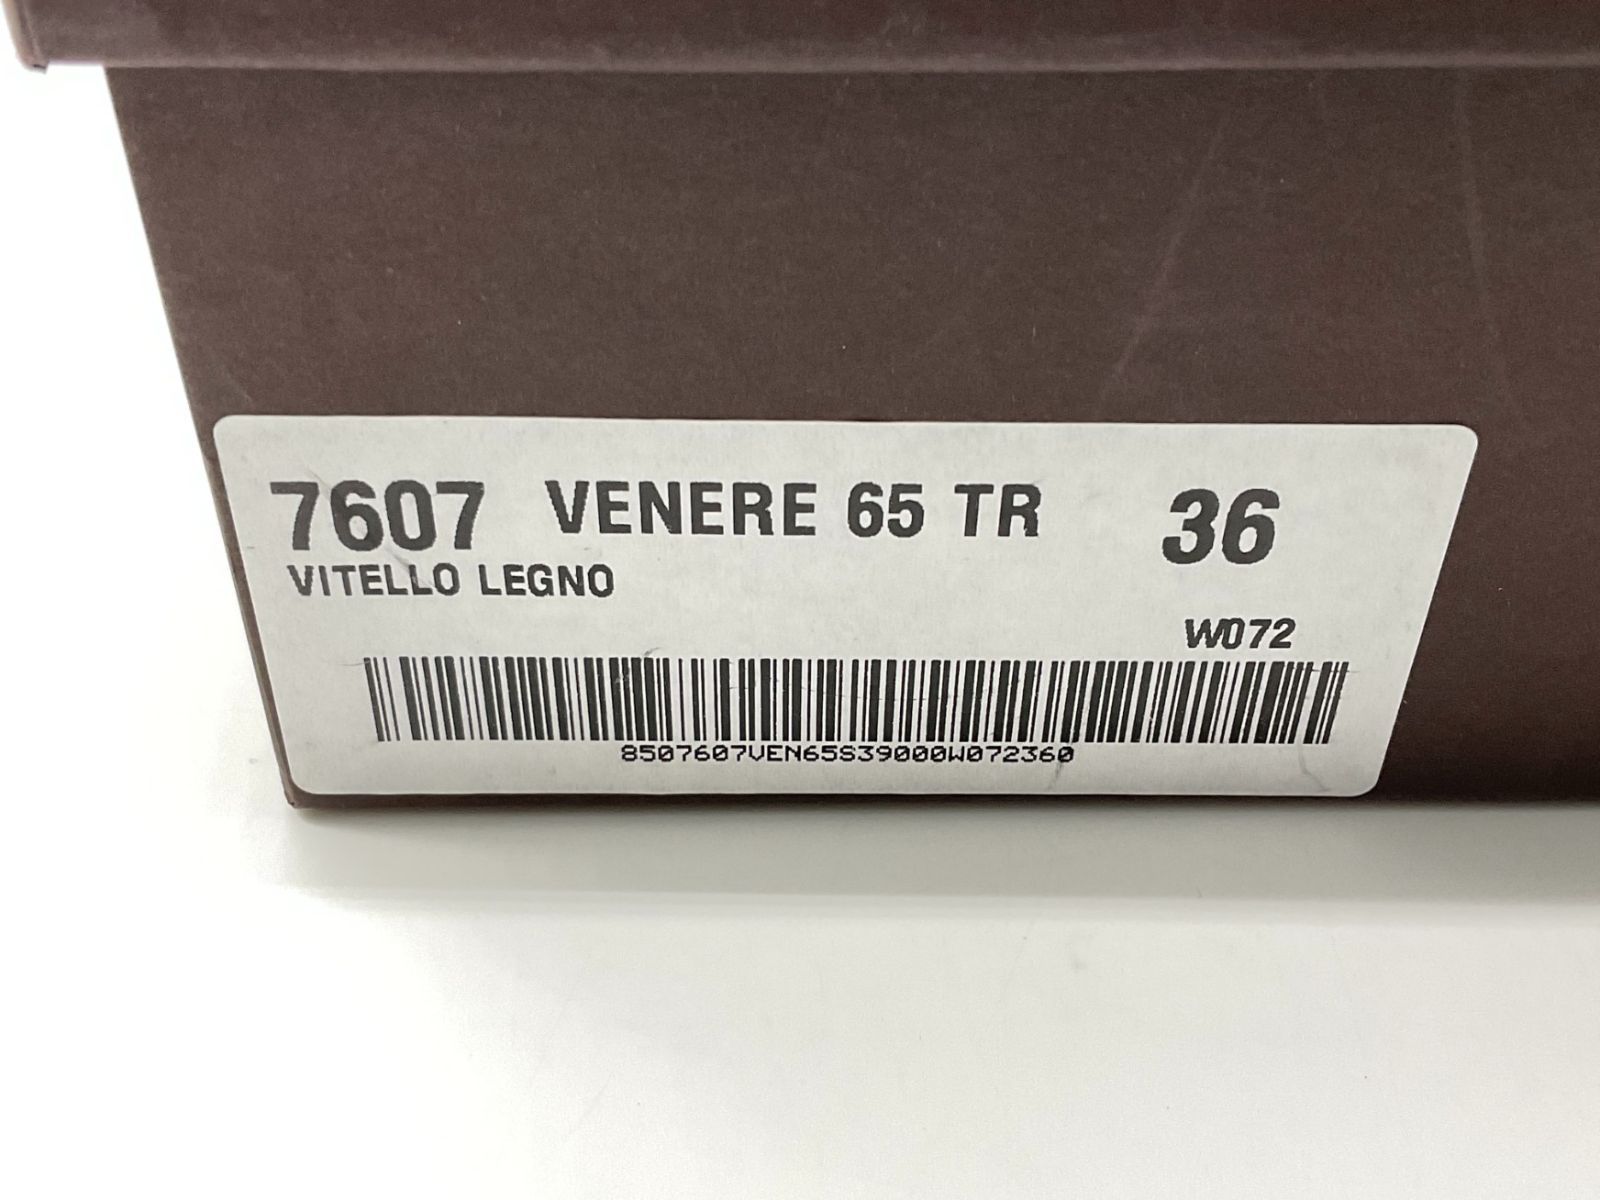 7607 VENERE 65 TR 36
VITELLO LEGNO
W072
8507607VEN65S39000W072360